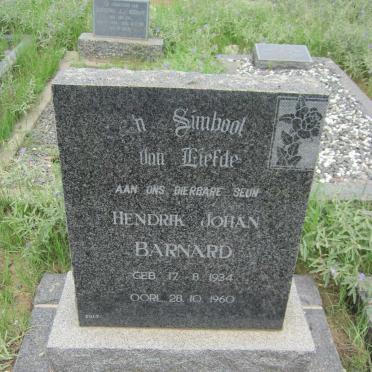 'n Simbool
Van Liefde
AAN ONS DIERBARE SEUN
HENDRIK JOHAN
BARNARD
GEB. 17. 8. 1934
OORL. 28. 10. 1960